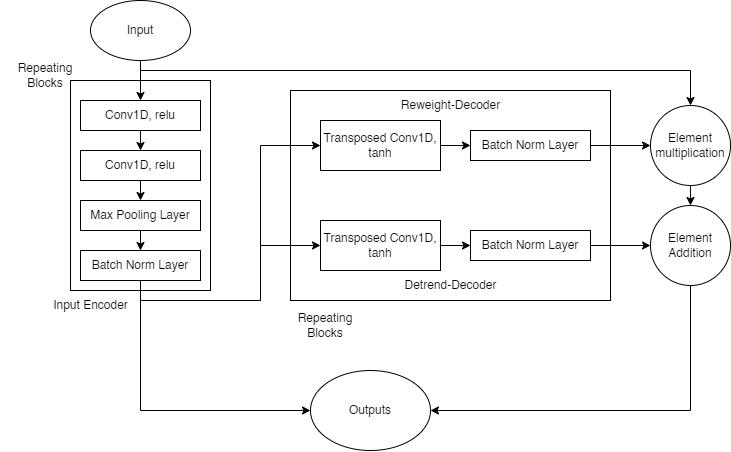 Input
Repeating
Blocks
Conv1D, relu
Conv1D, relu
Max Pooling Layer
Batch Norm Layer
Input Encoder
Reweight-Decoder
Transposed Conv1D,
tanh
Batch Norm Layer
Element
multiplication
Transposed Conv1D,
tanh
Batch Norm Layer
Element
Addition
Detrend-Decoder
Repeating
Blocks
Outputs